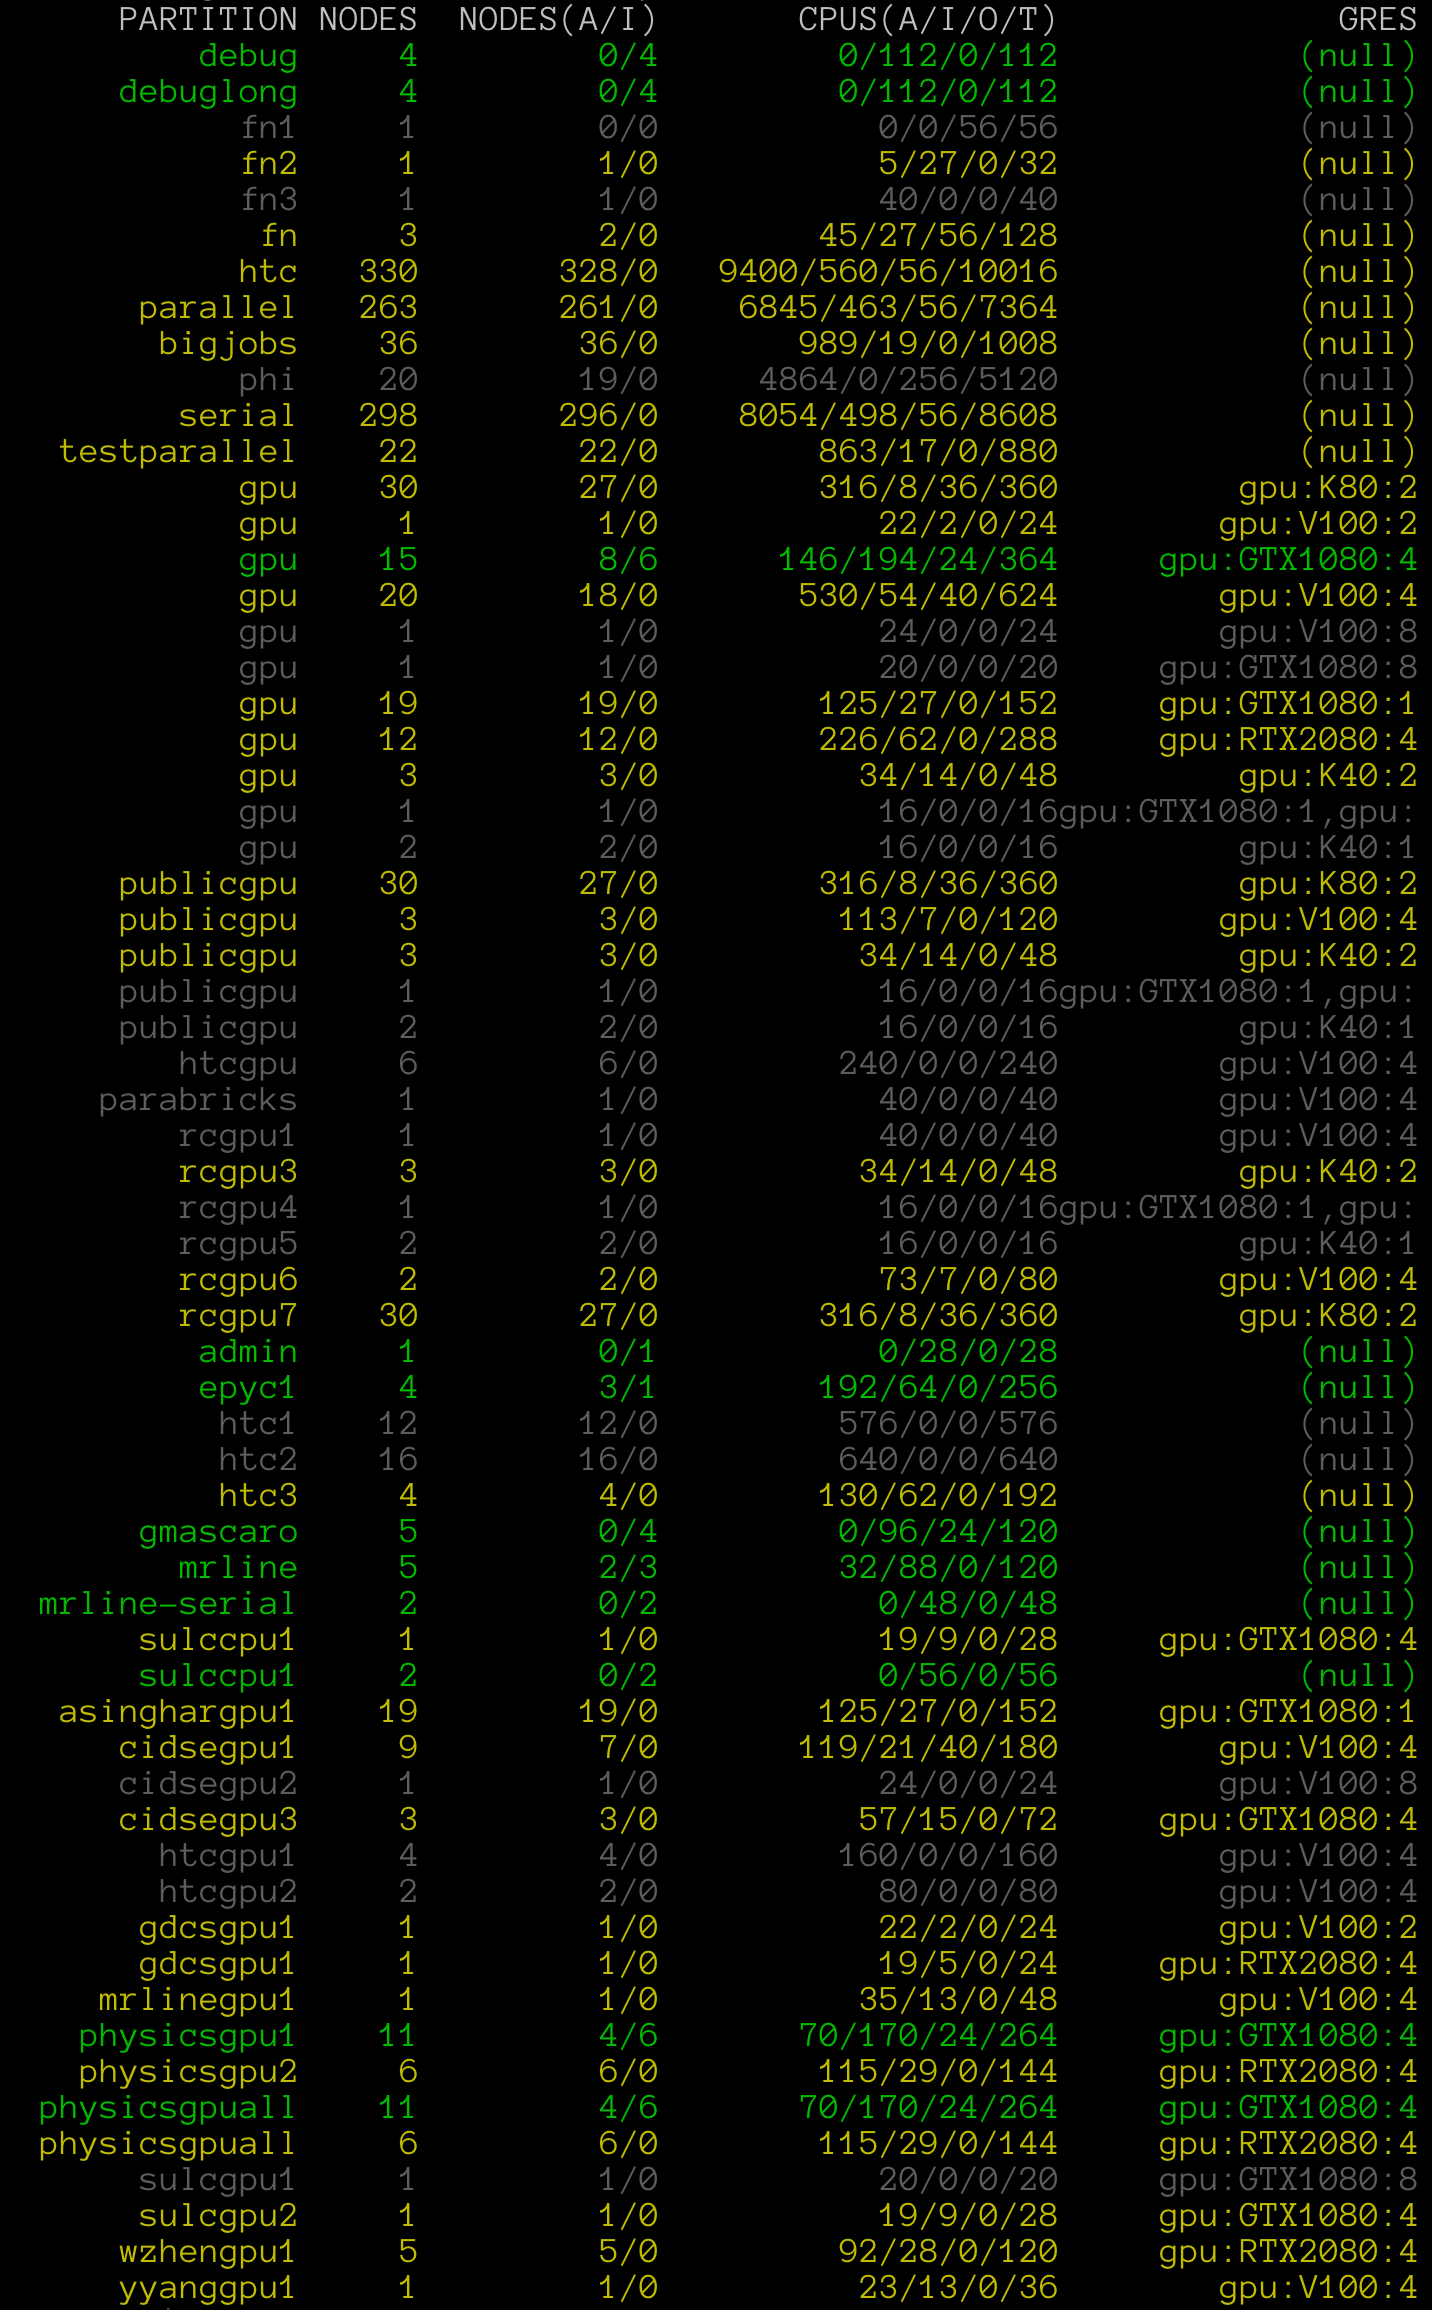 PARTITION NODES NODES(A/I) CPUS(A/I/O/T) GRES
debug 4 0/4 0/112/0/112 (null)
debuglong 4 0/4 0/112/0/112 (null)
fn1 1 0/0 0/0/56/56 (null)
fn2 1 1/0 5/27/0/32 (null)
fn3 1 1/0 40/0/0/40 (null)
fn 3 2/0 45/27/56/128 (null)
htc 330 328/0 9400/560/56/10016 (null)
parallel 263 261/0 6845/463/56/7364 (null)
bigjobs 36 36/0 989/19/0/1008 (null)
phi 20 19/0 4864/0/256/5120 (null)
serial 298 296/0 8054/498/56/8608 (null)
testparallel 22 22/0 863/17/0/880 (null)
gpu 30 27/0 316/8/36/360 gpu:K80:2
gpu 1 1/0 22/2/0/24 gpu:V100:2
gpu 15 8/6 146/194/24/364 gpu:GTX1080:4
gpu 20 18/0 530/54/40/624 gpu:V100:4
gpu 1 1/0 24/0/0/24 gpu:V100:8
gpu 1 1/0 20/0/0/20 gpu:GTX1080:8
gpu 19 19/0 125/27/0/152 gpu:GTX1080:1
gpu 12 12/0 226/62/0/288 gpu:RTX2080:4
gpu 3 3/0 34/14/0/48 gpu:K40:2
gpu 1 1/0 16/0/0/16gpu:GTX1080:1,gpu:
gpu 2 2/0 16/0/0/16 gpu:K40:1
publicgpu 30 27/0 316/8/36/360 gpu:K80:2
publicgpu 3 3/0 113/7/0/120 gpu:V100:4
publicgpu 3 3/0 34/14/0/48 gpu:K40:2
publicgpu 1 1/0 16/0/0/16gpu:GTX1080:1,gpu:
publicgpu 2 2/0 16/0/0/16 gpu:K40:1
htcgpu 6 6/0 240/0/0/240 gpu:V100:4
parabricks 1 1/0 40/0/0/40 gpu:V100:4
rcgpu1 1 1/0 40/0/0/40 gpu:V100:4
rcgpu3 3 3/0 34/14/0/48 gpu:K40:2
rcgpu4 1 1/0 16/0/0/16gpu:GTX1080:1,gpu:
rcgpu5 2 2/0 16/0/0/16 gpu:K40:1
rcgpu6 2 2/0 73/7/0/80 gpu:V100:4
rcgpu7 30 27/0 316/8/36/360 gpu:K80:2
admin 1 0/1 0/28/0/28 (null)
epyc1 4 3/1 192/64/0/256 (null)
htc1 12 12/0 576/0/0/576 (null)
htc2 16 16/0 640/0/0/640 (null)
htc3 4 4/0 130/62/0/192 (null)
gmascaro 5 0/4 0/96/24/120 (null)
mrline 5 2/3 32/88/0/120 (null)
mrline-serial 2 0/2 0/48/0/48 (null)
sulccpu1 1 1/0 19/9/0/28 gpu:GTX1080:4
sulccpu1 2 0/2 0/56/0/56 (null)
asinghargpu1 19 19/0 125/27/0/152 gpu:GTX1080:1
cidsegpu1 9 7/0 119/21/40/180 gpu:V100:4
cidsegpu2 1 1/0 24/0/0/24 gpu:V100:8
cidsegpu3 3 3/0 57/15/0/72 gpu:GTX1080:4
htcgpu1 4 4/0 160/0/0/160 gpu:V100:4
htcgpu2 2 2/0 80/0/0/80 gpu:V100:4
gdcsgpu1 1 1/0 22/2/0/24 gpu:V100:2
gdcsgpu1 1 1/0 19/5/0/24 gpu:RTX2080:4
mrlinegpu1 1 1/0 35/13/0/48 gpu:V100:4
physicsgpu1 11 4/6 70/170/24/264 gpu:GTX1080:4
physicsgpu2 6 6/0 115/29/0/144 gpu:RTX2080:4
physicsgpuall 11 4/6 70/170/24/264 gpu:GTX1080:4
physicsgpuall 6 6/0 115/29/0/144 gpu:RTX2080:4
sulcgpu1 1 1/0 20/0/0/20 gpu:GTX1080:8
sulcgpu2 1 1/0 19/9/0/28 gpu:GTX1080:4
wzhengpu1 5 5/0 92/28/0/120 gpu:RTX2080:4
yyanggpu1 1 1/0 23/13/0/36 gpu:V100:4